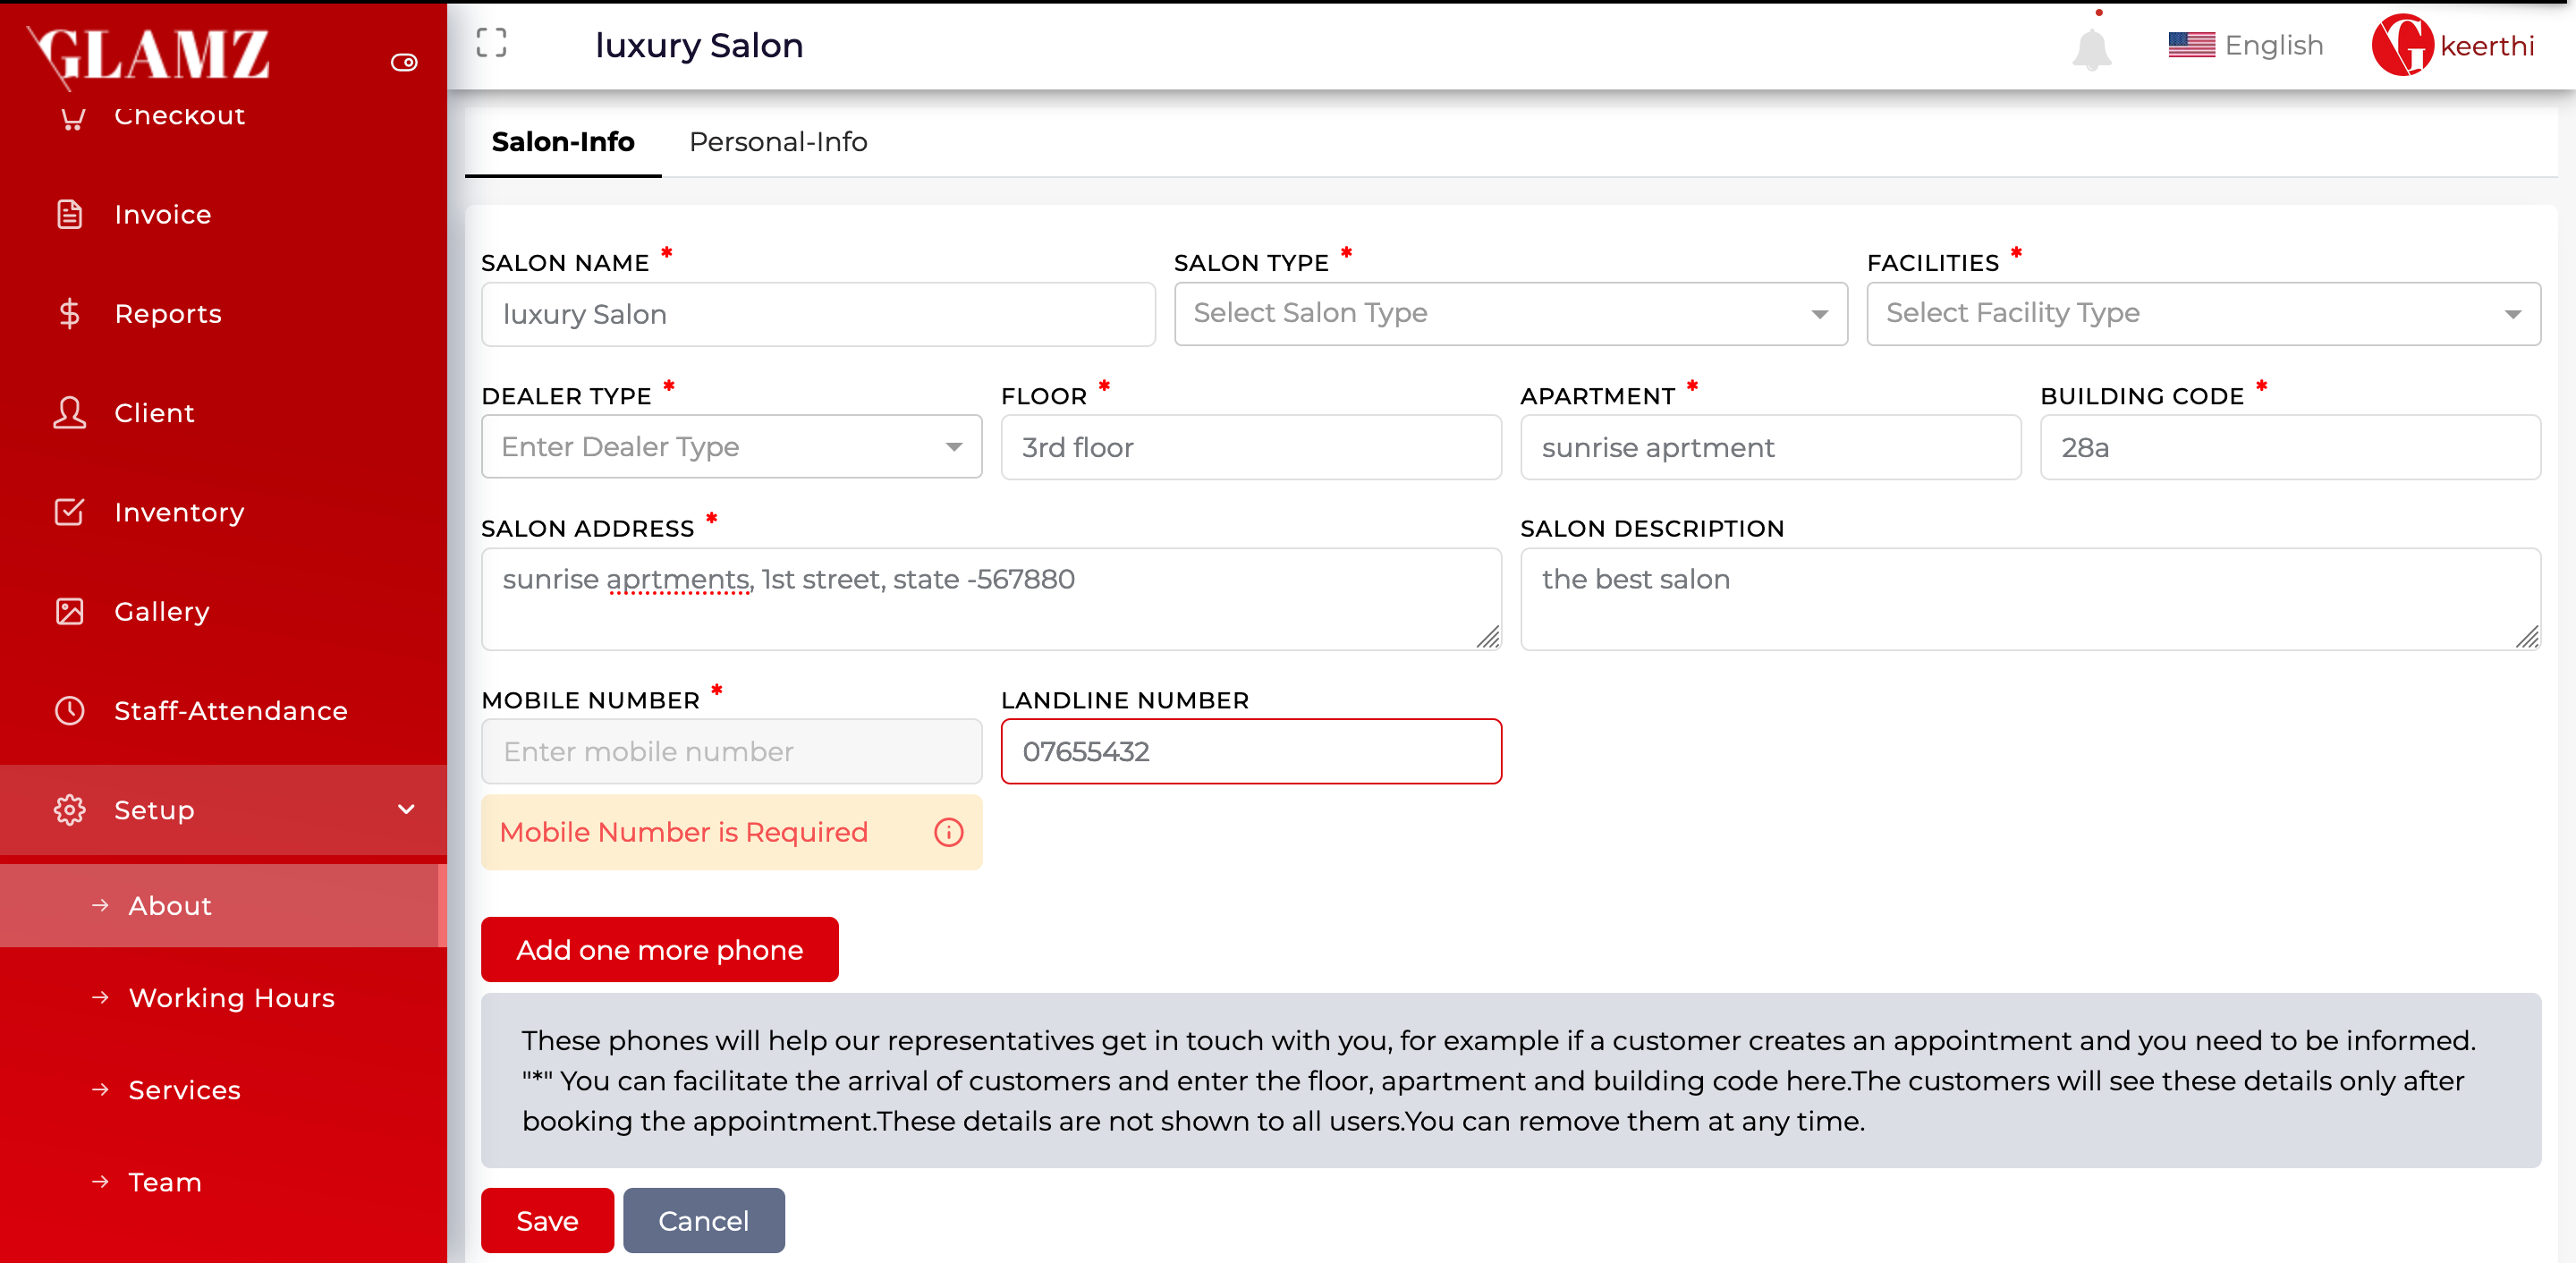 GLAMZ
luxury Salon
English
keerthi
Checkout
Invoice
Reports
Client
Inventory
Gallery
Staff-Attendance
Setup
About
Working Hours
Services
Team
Salon-Info Personal-Info
SALON NAME * SALON TYPE * FACILITIES *
luxury Salon Select Salon Type Select Facility Type
DEALER TYPE * FLOOR * APARTMENT * BUILDING CODE *
Enter Dealer Type 3rd floor sunrise aprtment 28a
SALON ADDRESS * SALON DESCRIPTION
sunrise aprtments, 1st street, state -567880 the best salon
MOBILE NUMBER * LANDLINE NUMBER
Enter mobile number 07655432
Mobile Number is Required
Add one more phone
These phones will help our representatives get in touch with you, for example if a customer creates an appointment and you need to be informed.
"*" You can facilitate the arrival of customers and enter the floor, apartment and building code here.The customers will see these details only after
booking the appointment.These details are not shown to all users.You can remove them at any time.
Save Cancel